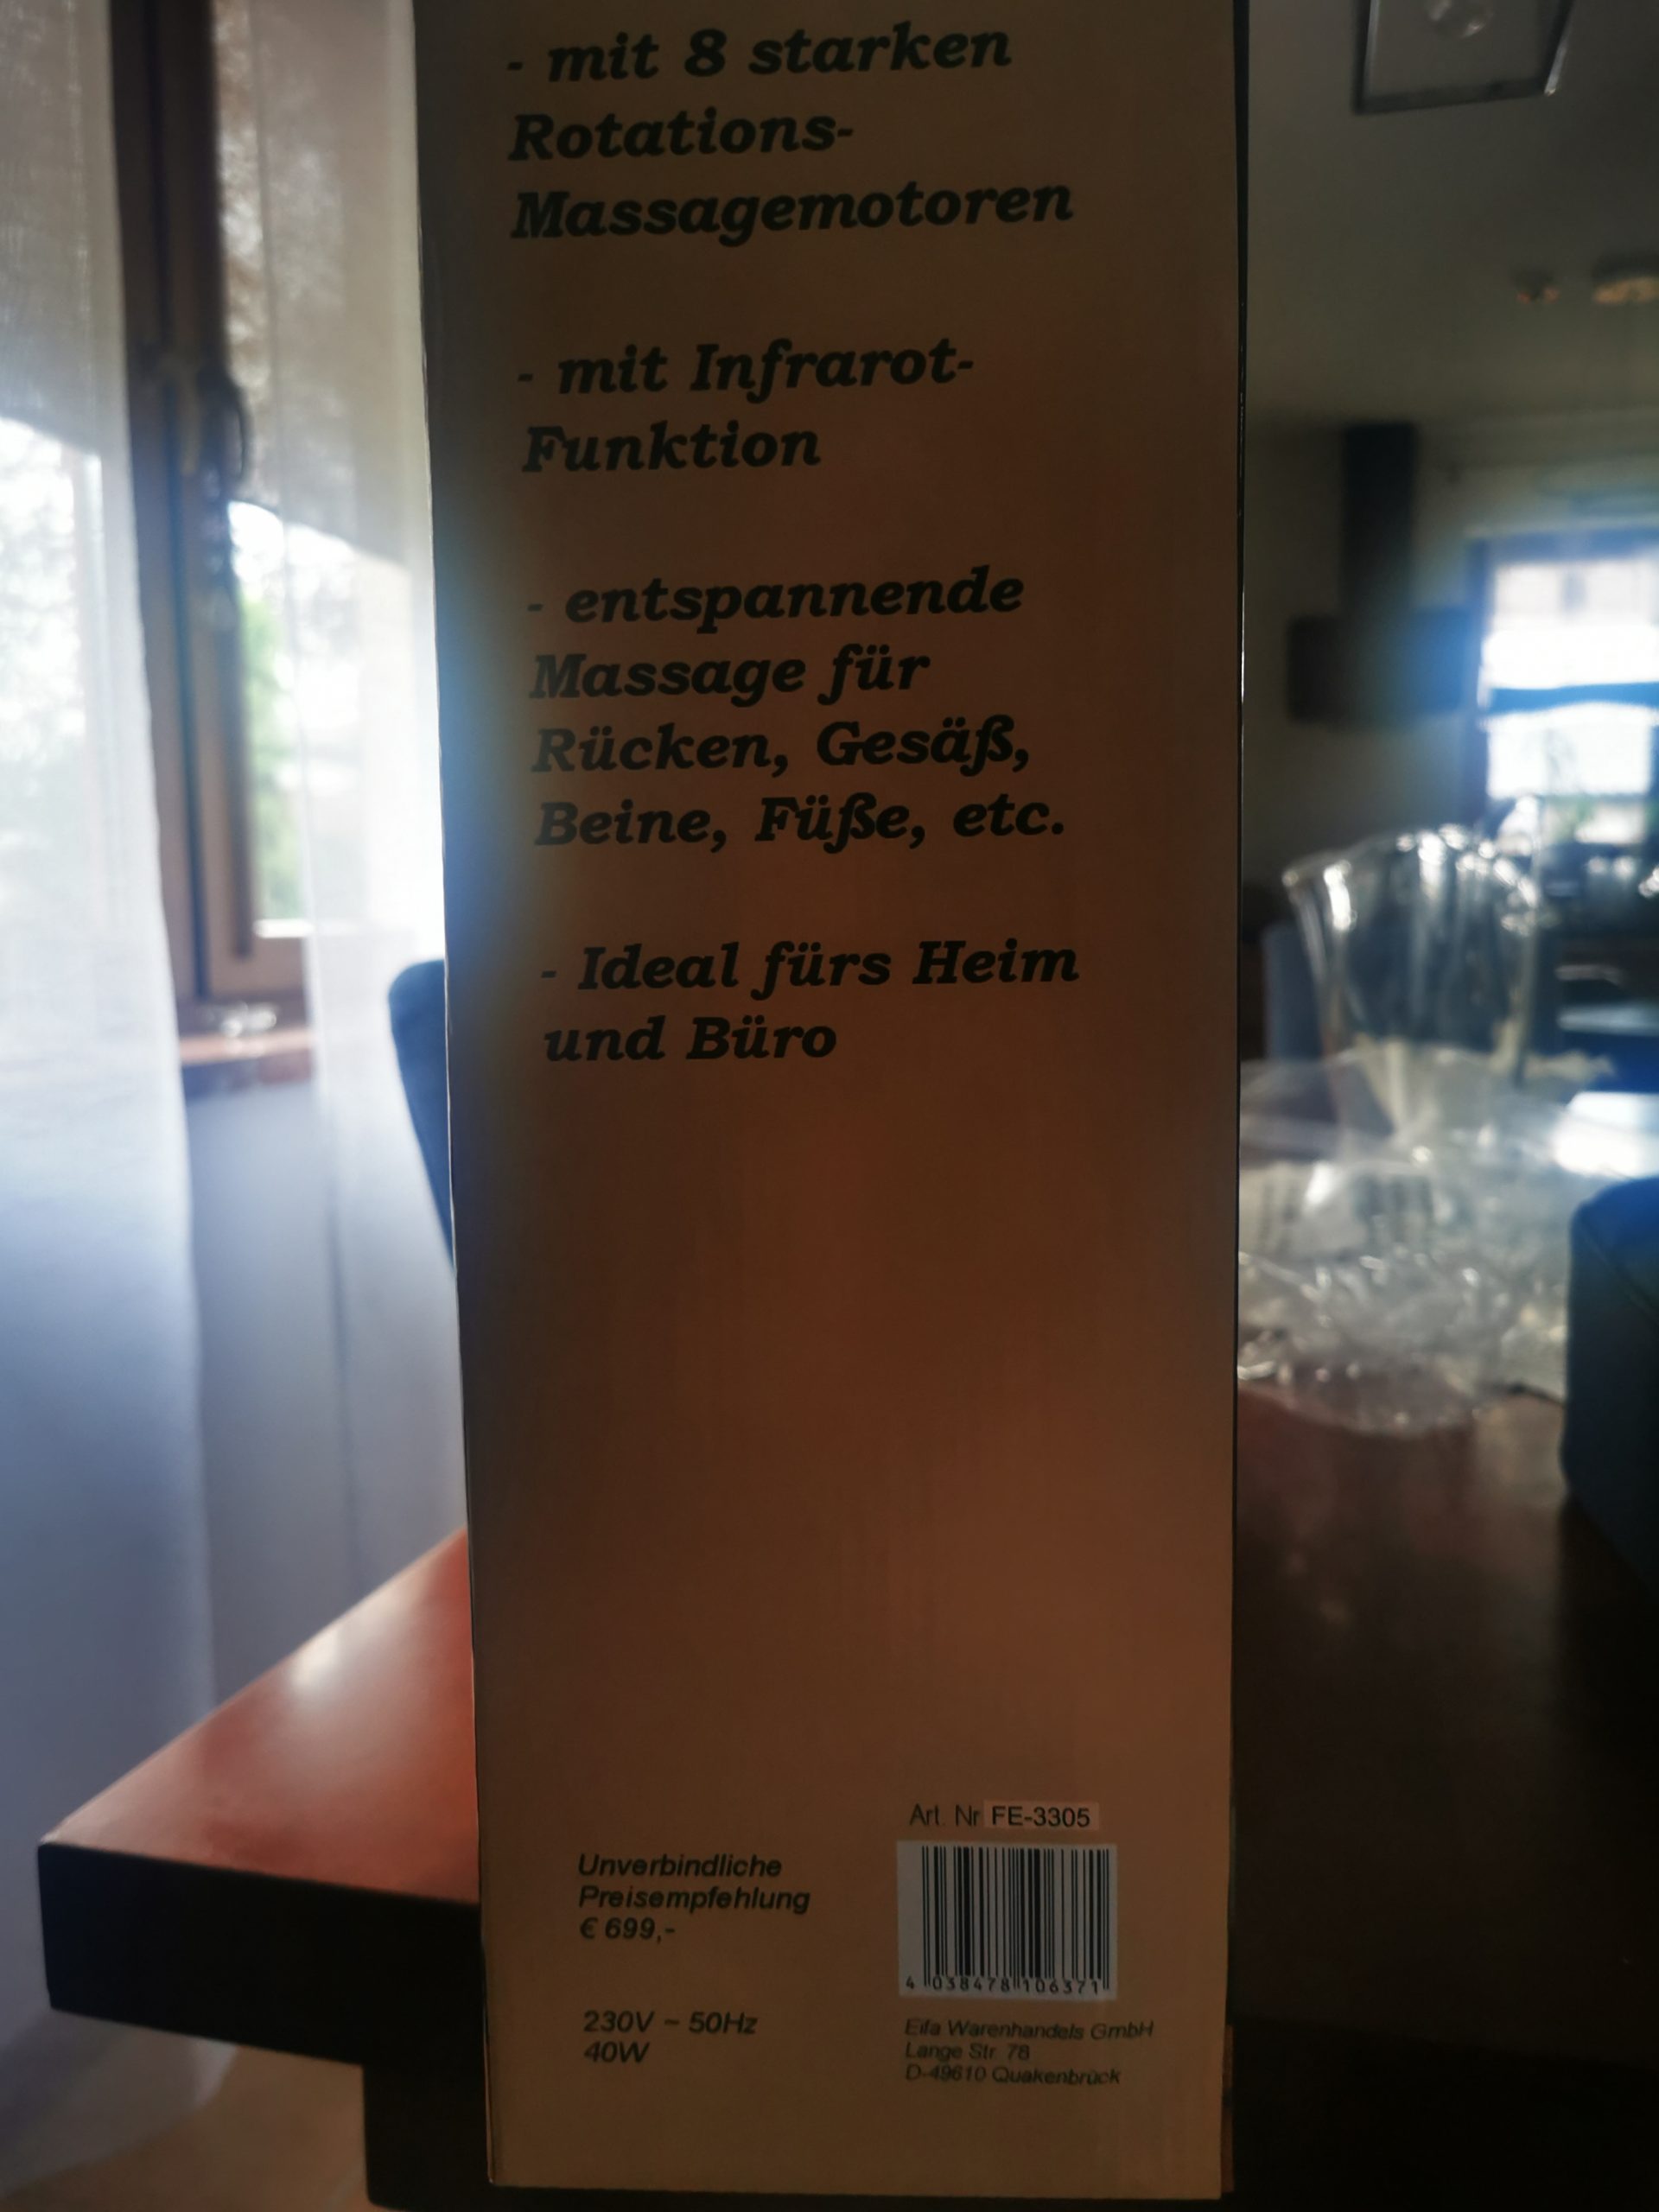 - mit 8 starken
Rotations-
Massagemotoren
- mit Infrarot-
Funktion
- entspannende
Massage für
Rücken, Gesäß,
Beine, Füße, etc.
- Ideal fürs Heim
und Büro
Art. Nr FE-3305
Unverbindliche
Preisempfehlung
€ 699,-
4 038478 106371
230V ~ 50Hz
40W
Eifa Warenhandels GmbH
Lange Str. 78
D-49610 Quakenbrück